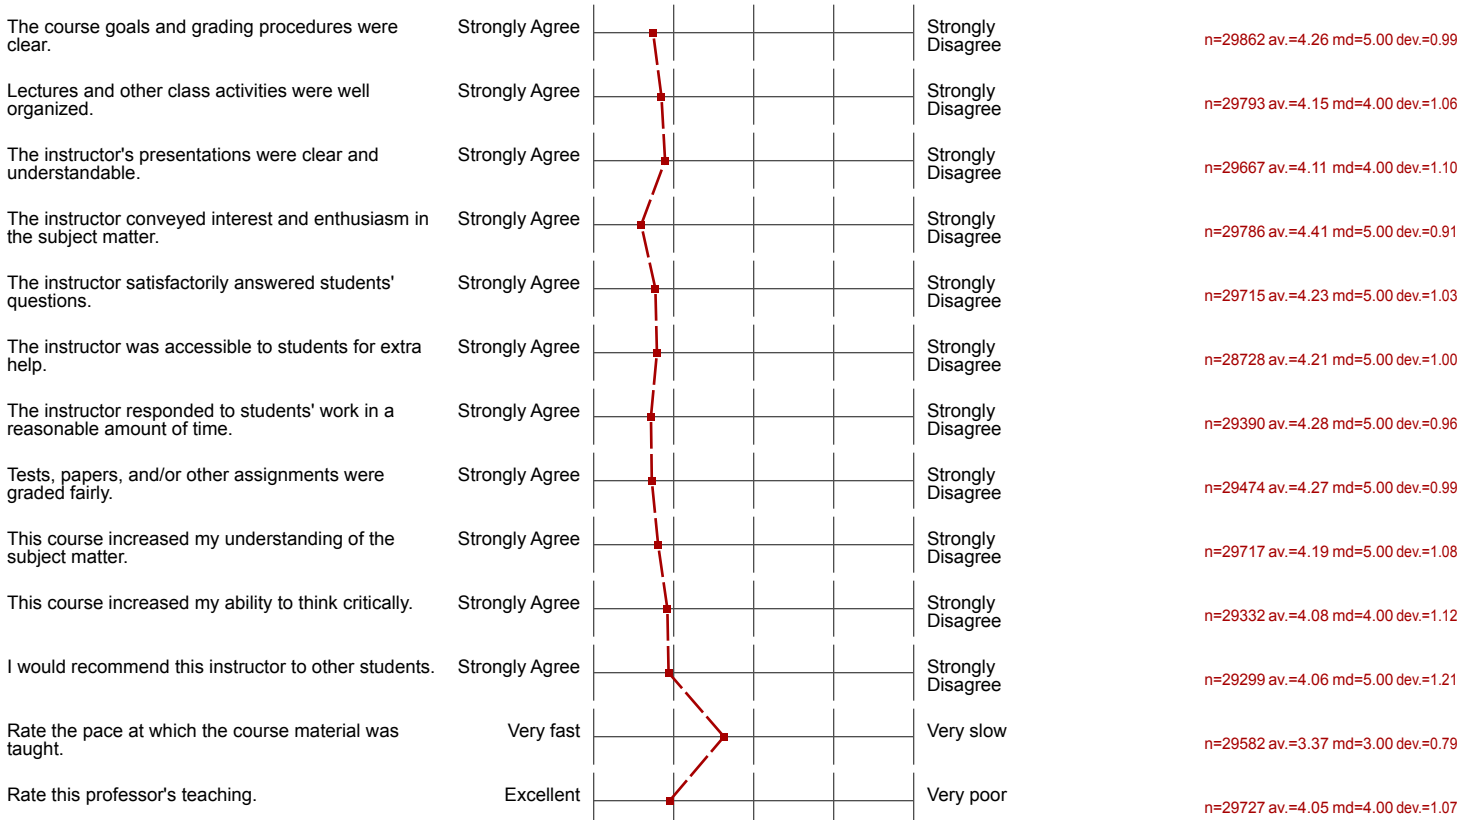 The course goals and grading procedures were
clear.
Strongly Agree
Strongly
Disagree
n=29862 av.=4.26 md=5.00 dev.=0.99
Lectures and other class activities were well
organized.
Strongly Agree
Strongly
Disagree
n=29793 av.=4.15 md=4.00 dev.=1.06
The instructor's presentations were clear and
understandable.
Strongly Agree
Strongly
Disagree
n=29667 av.=4.11 md=4.00 dev.=1.10
The instructor conveyed interest and enthusiasm in
the subject matter.
Strongly Agree
Strongly
Disagree
n=29786 av.=4.41 md=5.00 dev.=0.91
The instructor satisfactorily answered students'
questions.
Strongly Agree
Strongly
Disagree
n=29715 av.=4.23 md=5.00 dev.=1.03
The instructor was accessible to students for extra
help.
Strongly Agree
Strongly
Disagree
n=28728 av.=4.21 md=5.00 dev.=1.00
The instructor responded to students' work in a
reasonable amount of time.
Strongly Agree
Strongly
Disagree
n=29390 av.=4.28 md=5.00 dev.=0.96
Tests, papers, and/or other assignments were
graded fairly.
Strongly Agree
Strongly
Disagree
n=29474 av.=4.27 md=5.00 dev.=0.99
This course increased my understanding of the
subject matter.
Strongly Agree
Strongly
Disagree
n=29717 av.=4.19 md=5.00 dev.=1.08
This course increased my ability to think critically.
Strongly Agree
Strongly
Disagree
n=29332 av.=4.08 md=4.00 dev.=1.12
I would recommend this instructor to other students.
Strongly Agree
Strongly
Disagree
n=29299 av.=4.06 md=5.00 dev.=1.21
Rate the pace at which the course material was
taught.
Very fast
Very slow
n=29582 av.=3.37 md=3.00 dev.=0.79
Rate this professor's teaching.
Excellent
Very poor
n=29727 av.=4.05 md=4.00 dev.=1.07